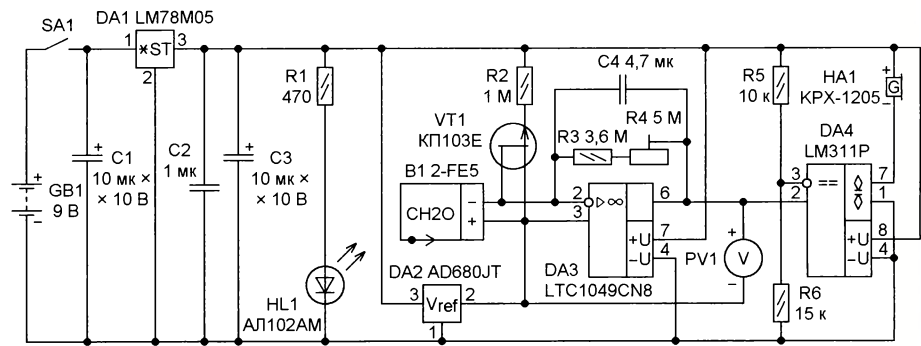 SA1
DA1 LM78M05
1
*ST
3
2
GB1
9 В
C1
10 мк ×
× 10 В
C2
1 мк
C3
10 мк ×
× 10 В
R1
470
HL1
АЛ102АМ
R2
1 М
VT1
КП103Е
B1 2-FE5
CH2O
−
+
DA2 AD680JT
3
Vref
2
1
C4 4,7 мк
R4 5 М
R3 3,6 М
2
3
▷∞
6
7
4
+U
−U
DA3
LTC1049CN8
PV1
+
V
−
R5
10 к
R6
15 к
HA1
KPX-1205
+
G
−
DA4
LM311P
3
2
==
7
1
8
4
+U
−U